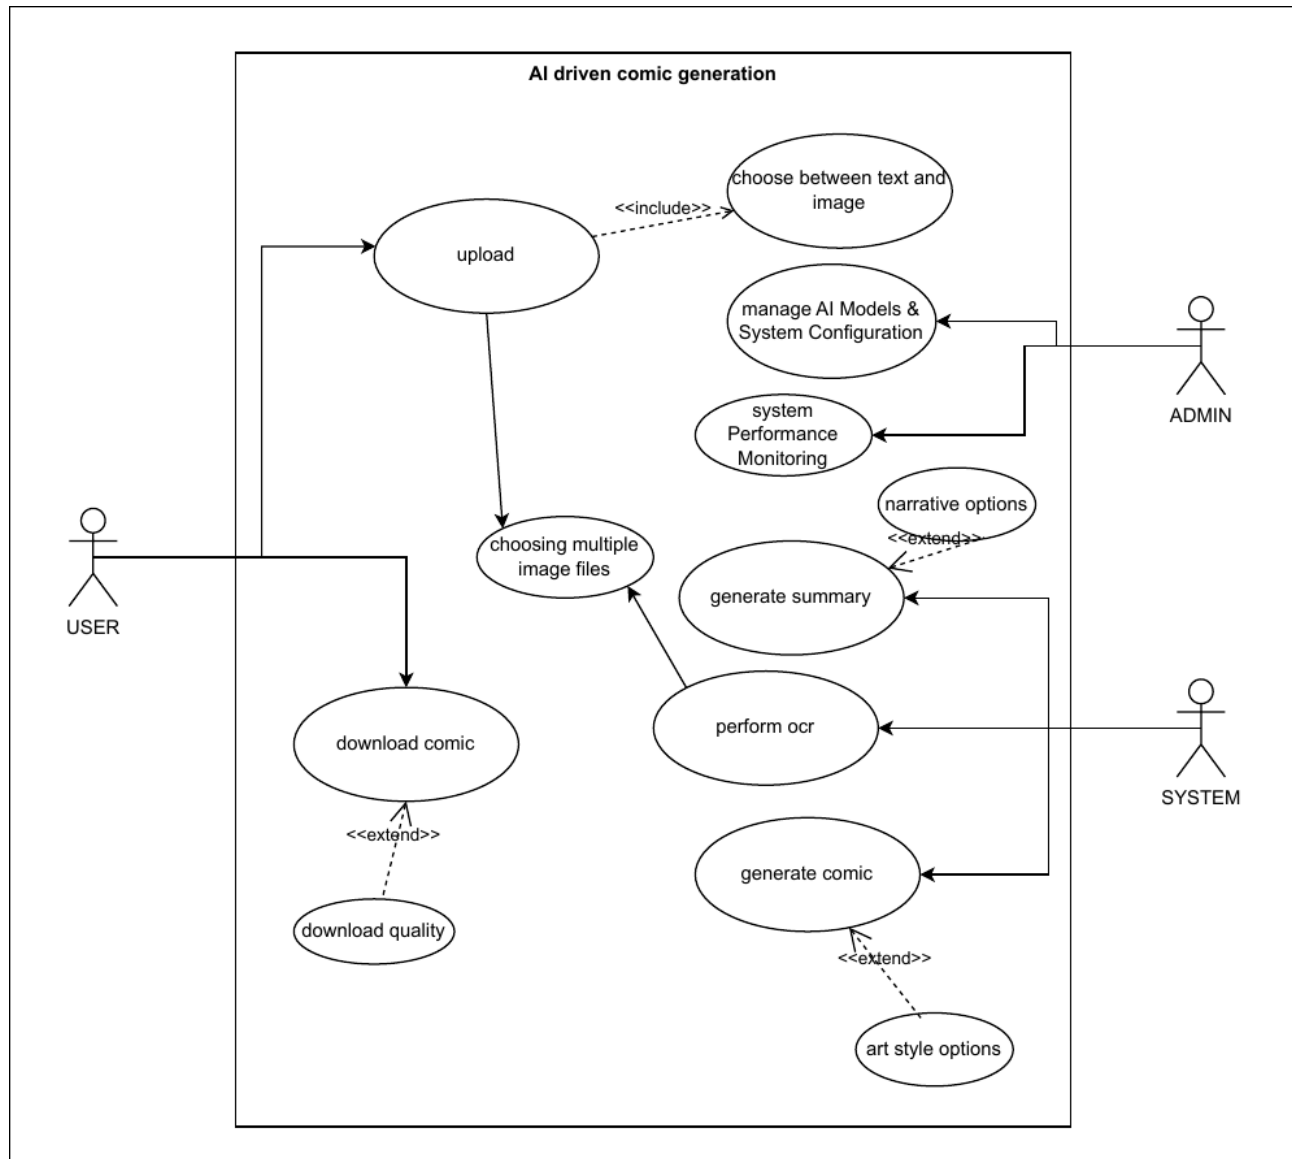 AI driven comic generation
choose between text and
image
<<include>>
upload
manage AI Models &
System Configuration
ADMIN
system
Performance
Monitoring
narrative options
<<extend>>
choosing multiple
image files
generate summary
USER
perform ocr
download comic
SYSTEM
<<extend>>
generate comic
download quality
<<extend>>
art style options